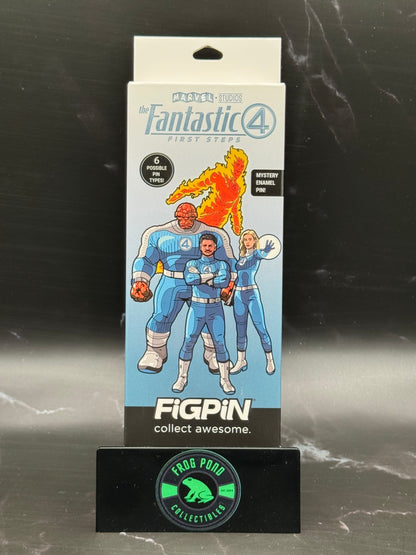 MARVEL STUDIOS
the Fantastic 4
FIRST STEPS
6
POSSIBLE
PIN
TYPES!
MYSTERY
ENAMEL
PIN!
4
4
FiGPiN
collect awesome.
FROG POND
COLLECTIBLES